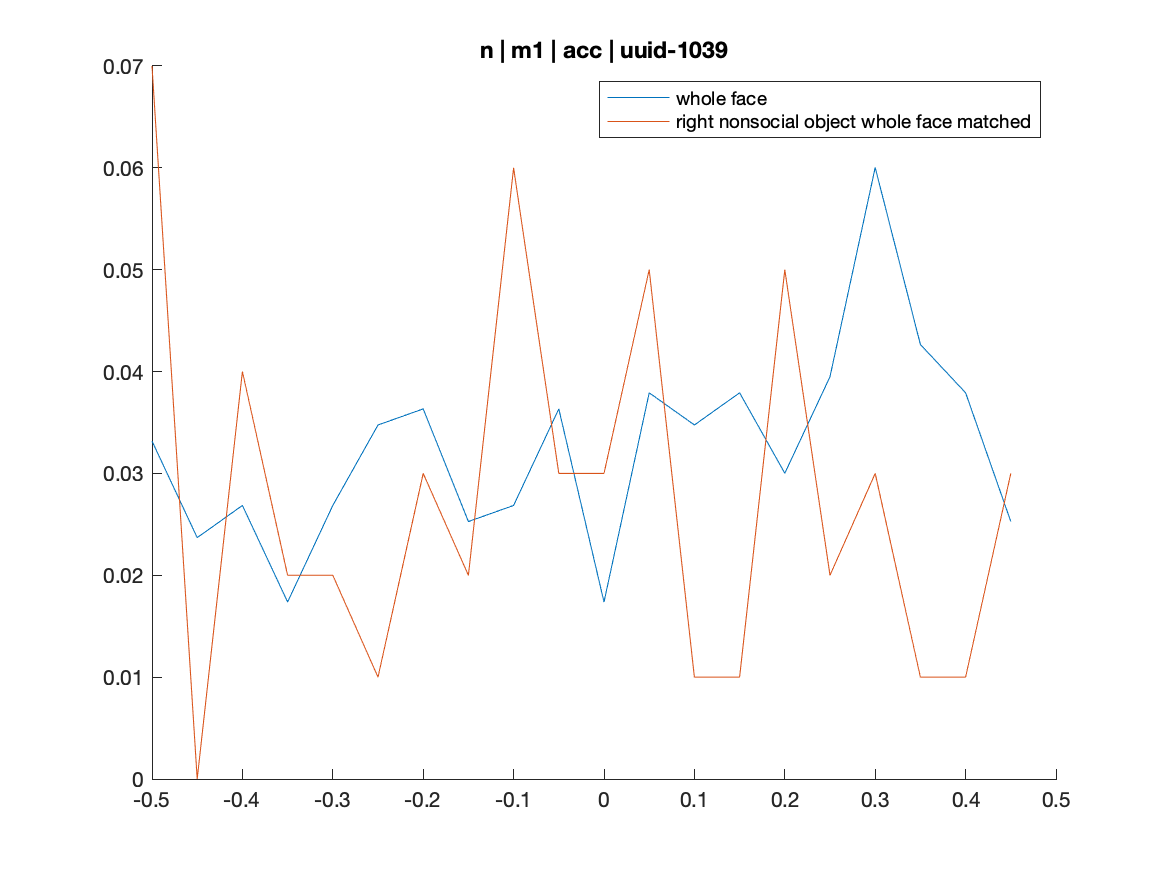 n | m1 | acc | uuid-1039
whole face
right nonsocial object whole face matched
0.07
0.06
0.05
0.04
0.03
0.02
0.01
0
-0.5 -0.4 -0.3 -0.2 -0.1 0 0.1 0.2 0.3 0.4 0.5